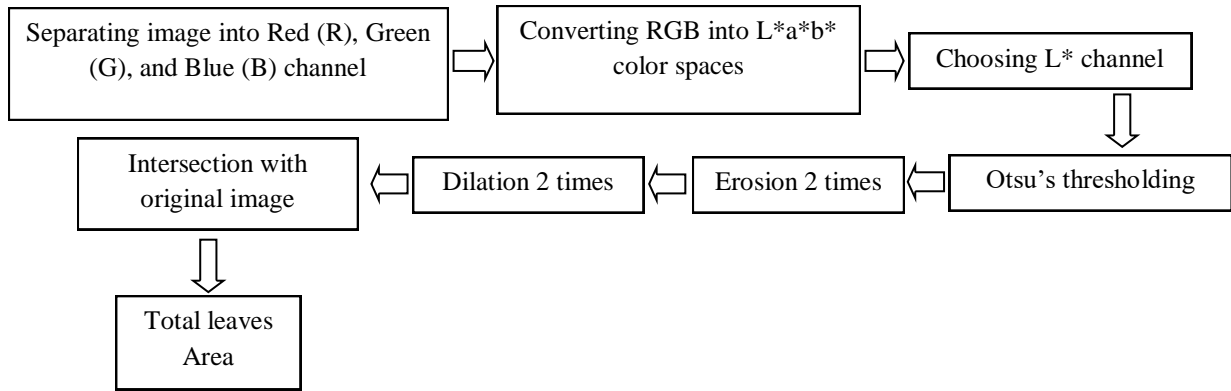 Separating image into Red (R), Green
(G), and Blue (B) channel
Converting RGB into L*a*b*
color spaces
Choosing L* channel
Otsu's thresholding
Erosion 2 times
Dilation 2 times
Intersection with
original image
Total leaves
Area